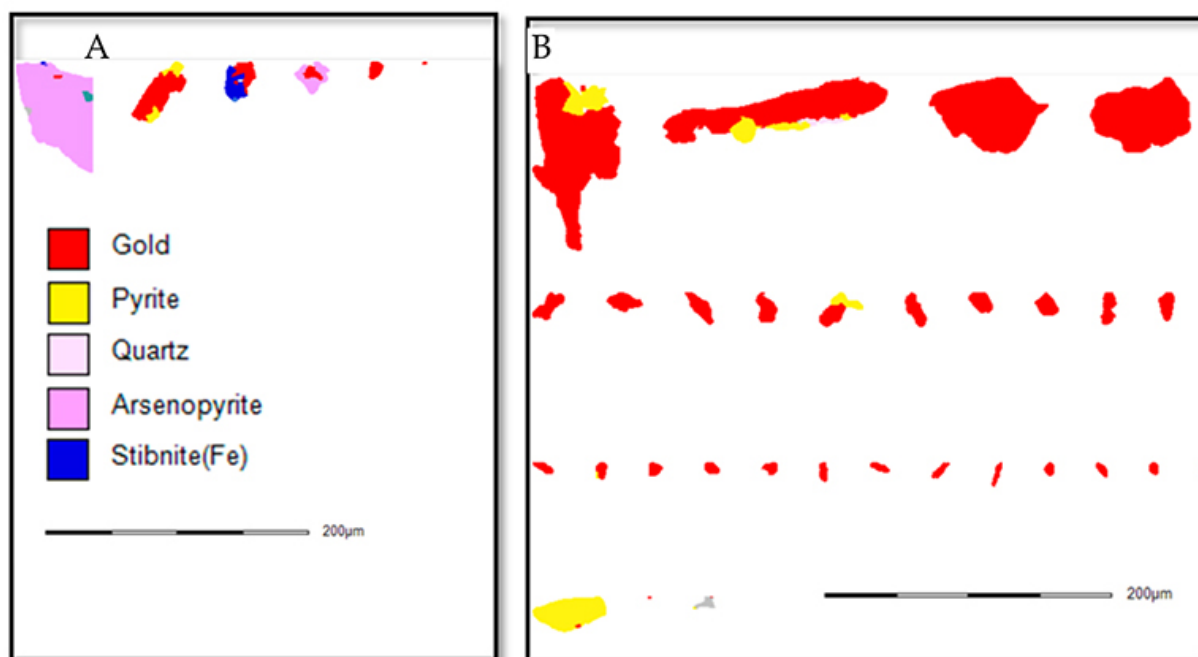 A
Gold
Pyrite
Quartz
Arsenopyrite
Stibnite(Fe)
200µm
B
200µm